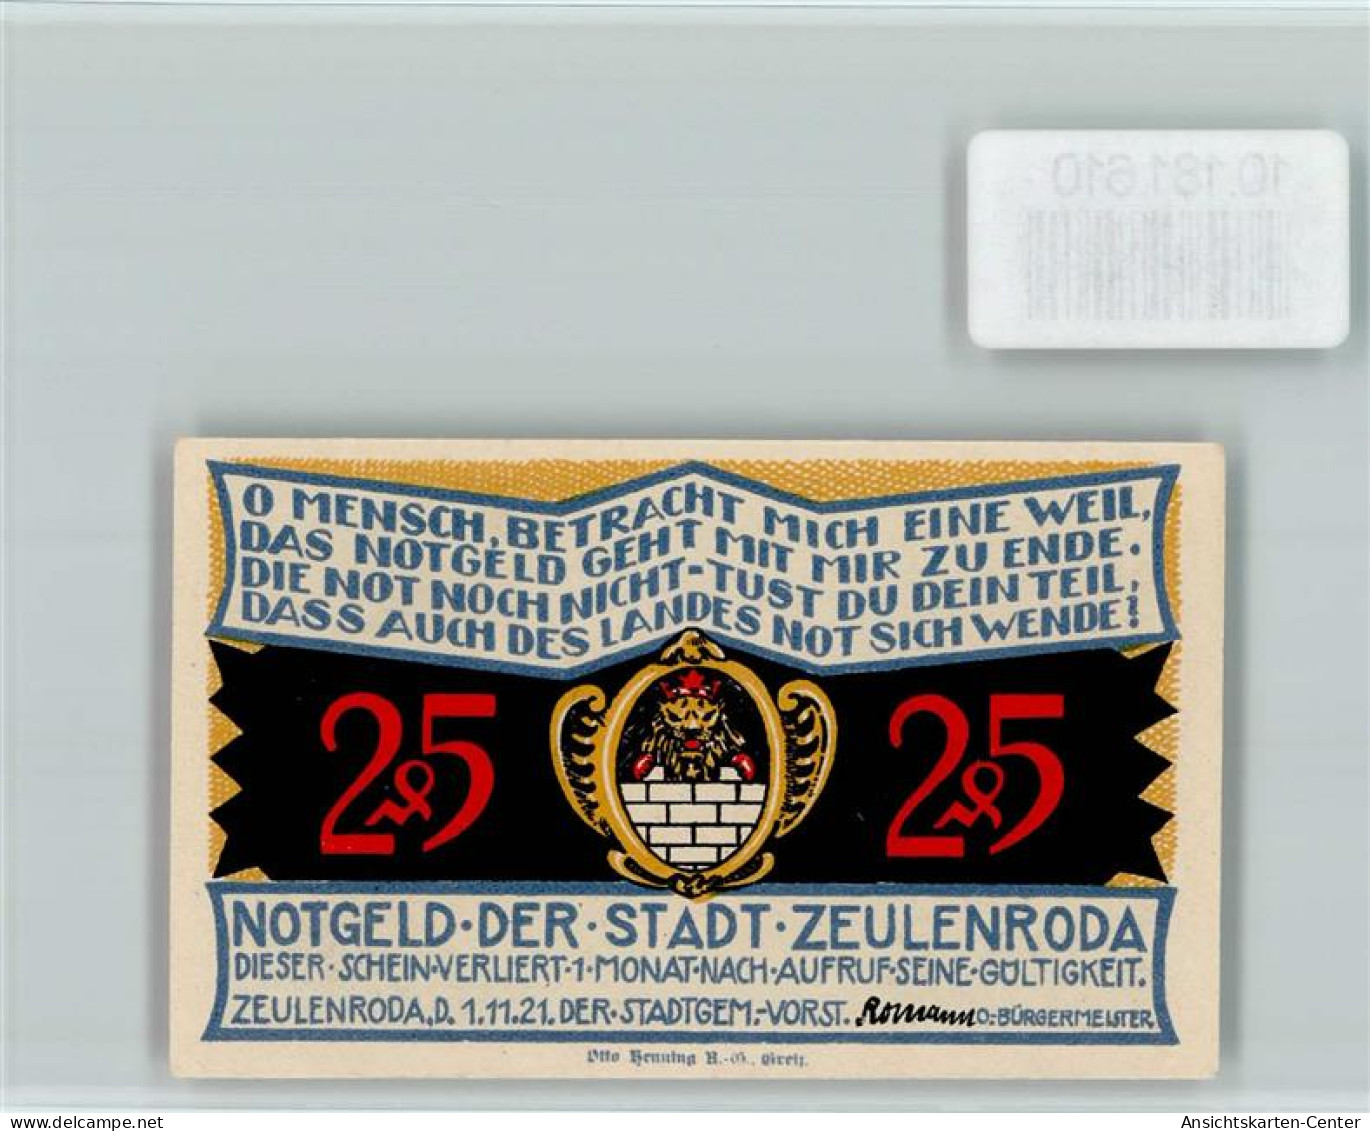 10.181610
O MENSCH, BETRACHT MICH EINE WEIL,
DAS NOTGELD GEHT MIT MIR ZU ENDE.
DIE NOT NOCH NICHT-TUST DU DEIN TEIL,
DASS AUCH DES LANDES NOT SICH WENDE!
25 25
NOTGELD·DER·STADT·ZEULENRODA
DIESER·SCHEIN·VERLIERT·1·MONAT·NACH·AUFRUF·SEINE·GÜLTIGKEIT.
ZEULENRODA,D. 1.11.21. DER·STADTGEM.-VORST. Romann O.-BÜRGERMEISTER
Otto Henning A.-G., Greiz.
www.delcampe.net
Ansichtskarten-Center